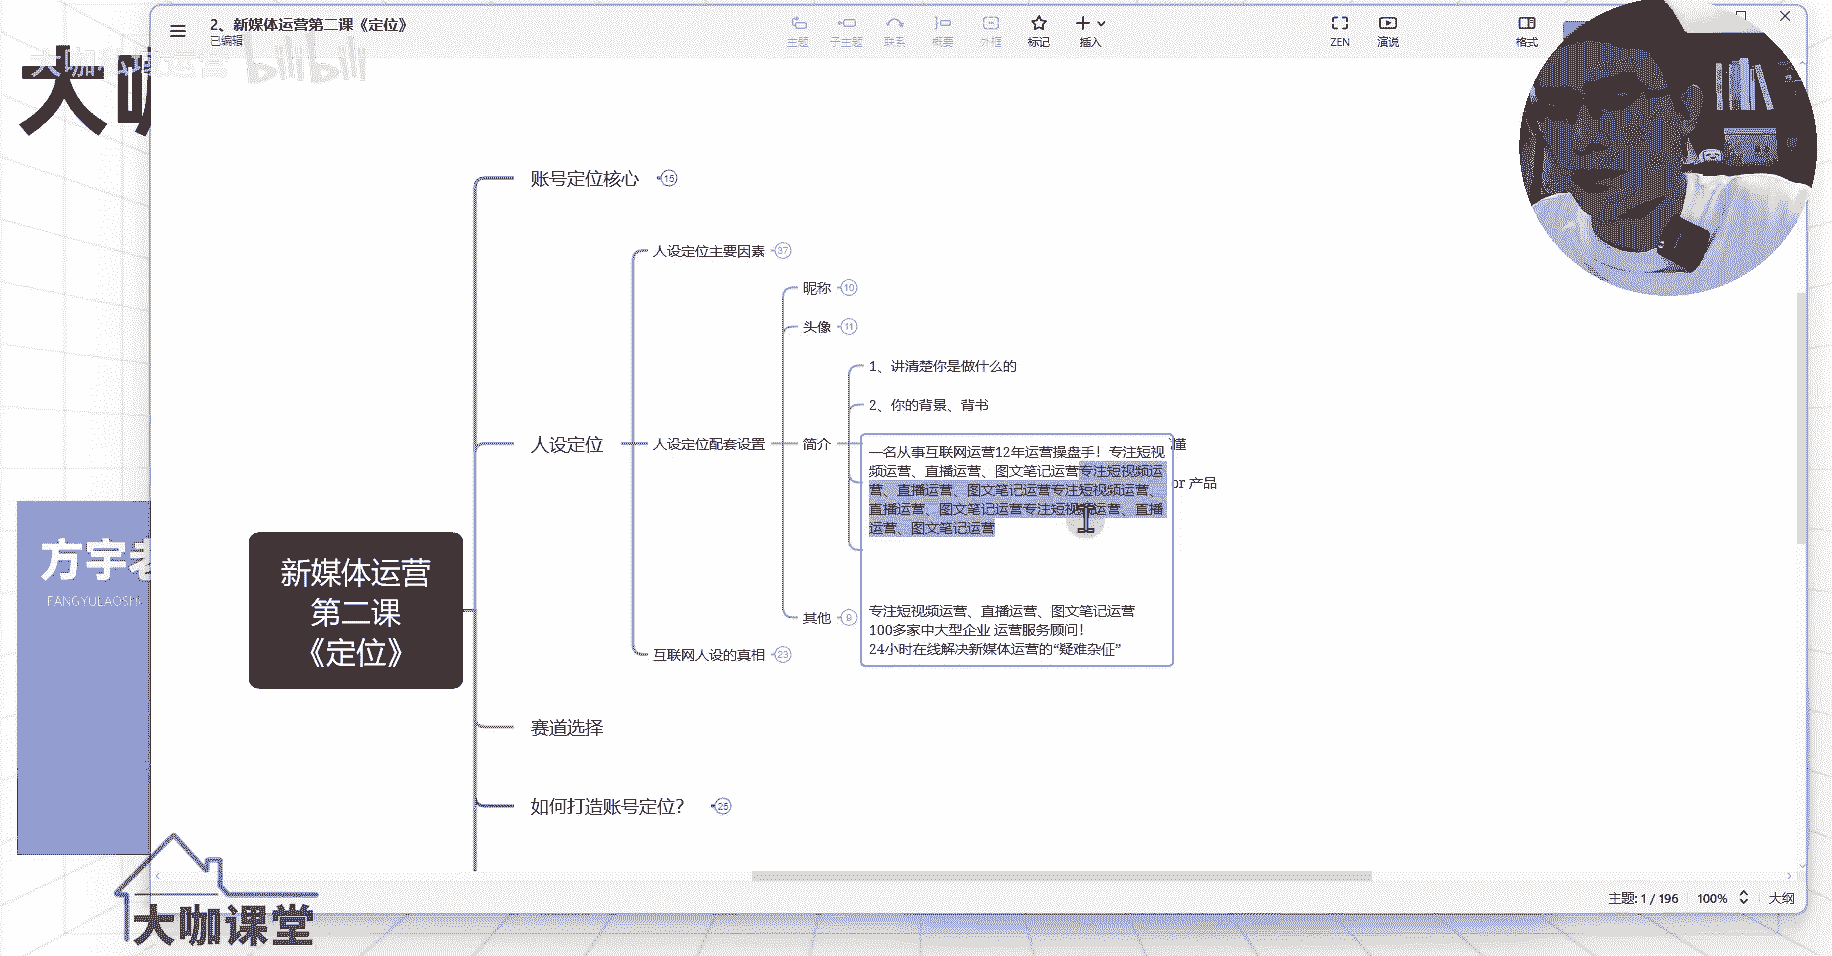 2、新媒体运营第二课《定位》
已编辑
主题
子主题
联系
概要
外框
标记
插入
ZEN
演说
格式
bilibili
大咖
账号定位核心 15
人设定位主要因素 37
昵称 10
头像 11
1、讲清楚你是做什么的
2、你的背景、背书
人设定位
人设定位配套设置
简介
懂
一名从事互联网运营12年运营操盘手！专注短视
频运营、直播运营、图文笔记运营专注短视频运
营、直播运营、图文笔记运营专注短视频运营、
直播运营、图文笔记运营专注短视频运营、直播
运营、图文笔记运营
or 产品
专注短视频运营、直播运营、图文笔记运营
100多家中大型企业 运营服务顾问！
24小时在线解决新媒体运营的“疑难杂征”
其他 9
互联网人设的真相 23
新媒体运营
第二课
《定位》
赛道选择
如何打造账号定位？ 25
方宇老
FANGYULAOSHI
大咖课堂
主题: 1 / 196
100%
大纲